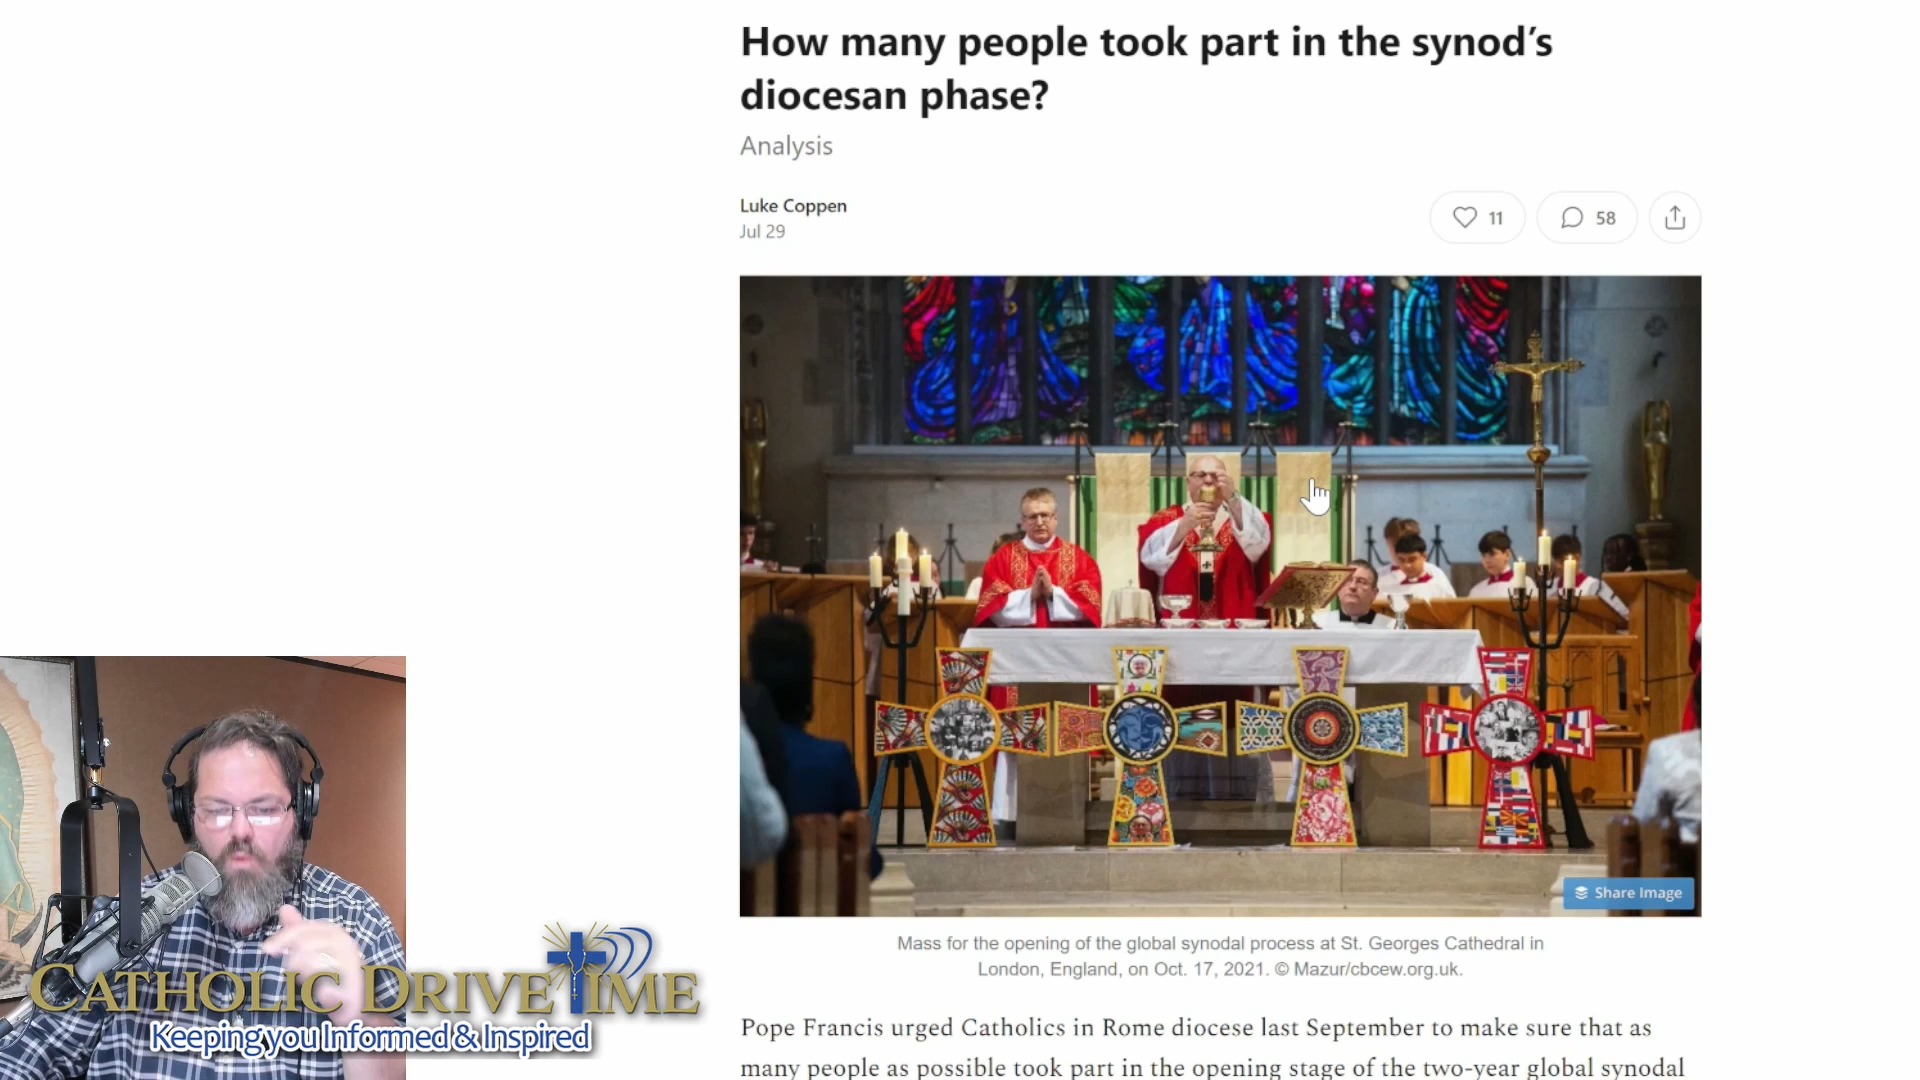 How many people took part in the synod’s
diocesan phase?
Analysis
Luke Coppen
Jul 29
11
58
Share Image
Mass for the opening of the global synodal process at St. Georges Cathedral in
London, England, on Oct. 17, 2021. © Mazur/cbcew.org.uk.
Pope Francis urged Catholics in Rome diocese last September to make sure that as
many people as possible took part in the opening stage of the two-year global synodal
CATHOLIC DRIVETIME
Keeping you Informed & Inspired